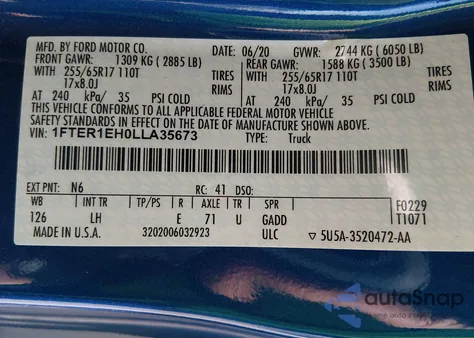 MFD. BY FORD MOTOR CO.
DATE: 06/20 GVWR: 2744 KG (6050 LB)
FRONT GAWR: 1309 KG (2885 LB) REAR GAWR: 1588 KG (3500 LB)
WITH 255/65R17 110T TIRES WITH 255/65R17 110T TIRES
17x8.0J RIMS 17x8.0J RIMS
AT 240 kPa/ 35 PSI COLD AT 240 kPa/ 35 PSI COLD
THIS VEHICLE CONFORMS TO ALL APPLICABLE FEDERAL MOTOR VEHICLE
SAFETY STANDARDS IN EFFECT ON THE DATE OF MANUFACTURE SHOWN ABOVE.
VIN: 1FTER1EH0LLA35673 TYPE: Truck
EXT PNT: N6 RC: 41 DSO:
WB INT TR TP/PS R AXLE TR SPR F0229
126 LH E 71 U GADD T1071
MADE IN U.S.A. 3202006032923 ULC 5U5A-3520472-AA
autoSnap